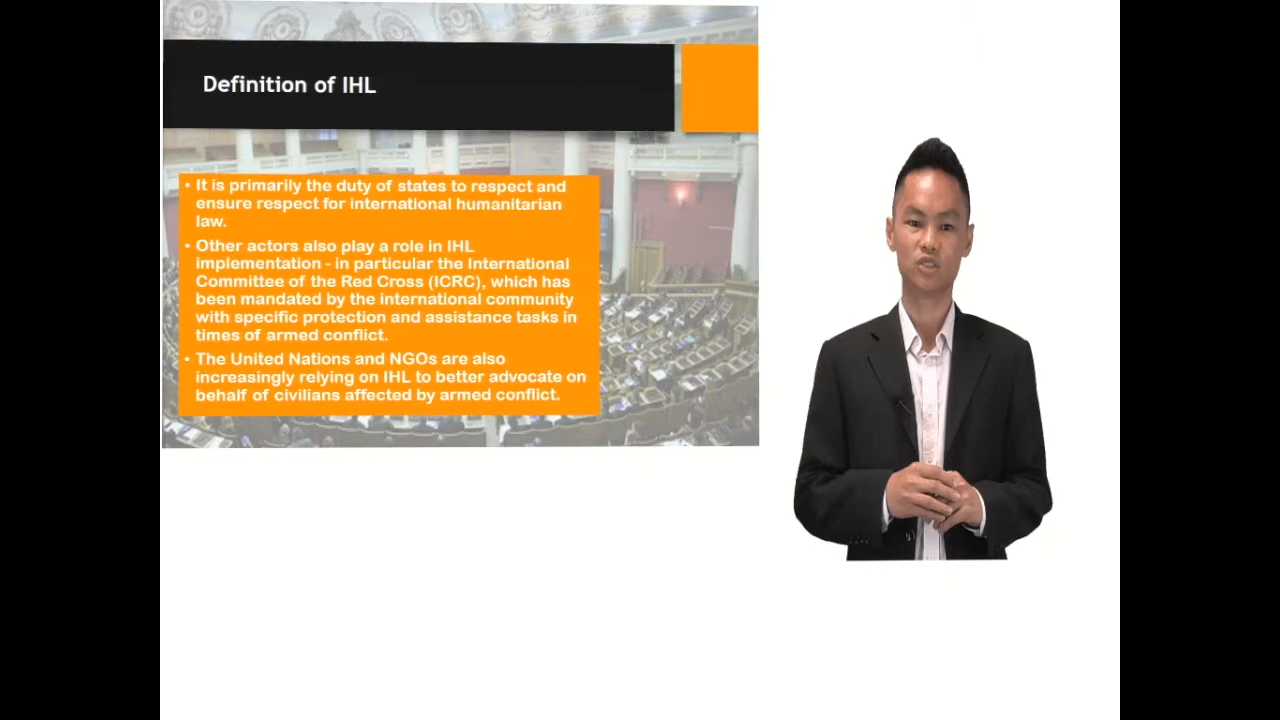 Definition of IHL
• It is primarily the duty of states to respect and
ensure respect for international humanitarian
law.
• Other actors also play a role in IHL
implementation - in particular the International
Committee of the Red Cross (ICRC), which has
been mandated by the international community
with specific protection and assistance tasks in
times of armed conflict.
• The United Nations and NGOs are also
increasingly relying on IHL to better advocate on
behalf of civilians affected by armed conflict.